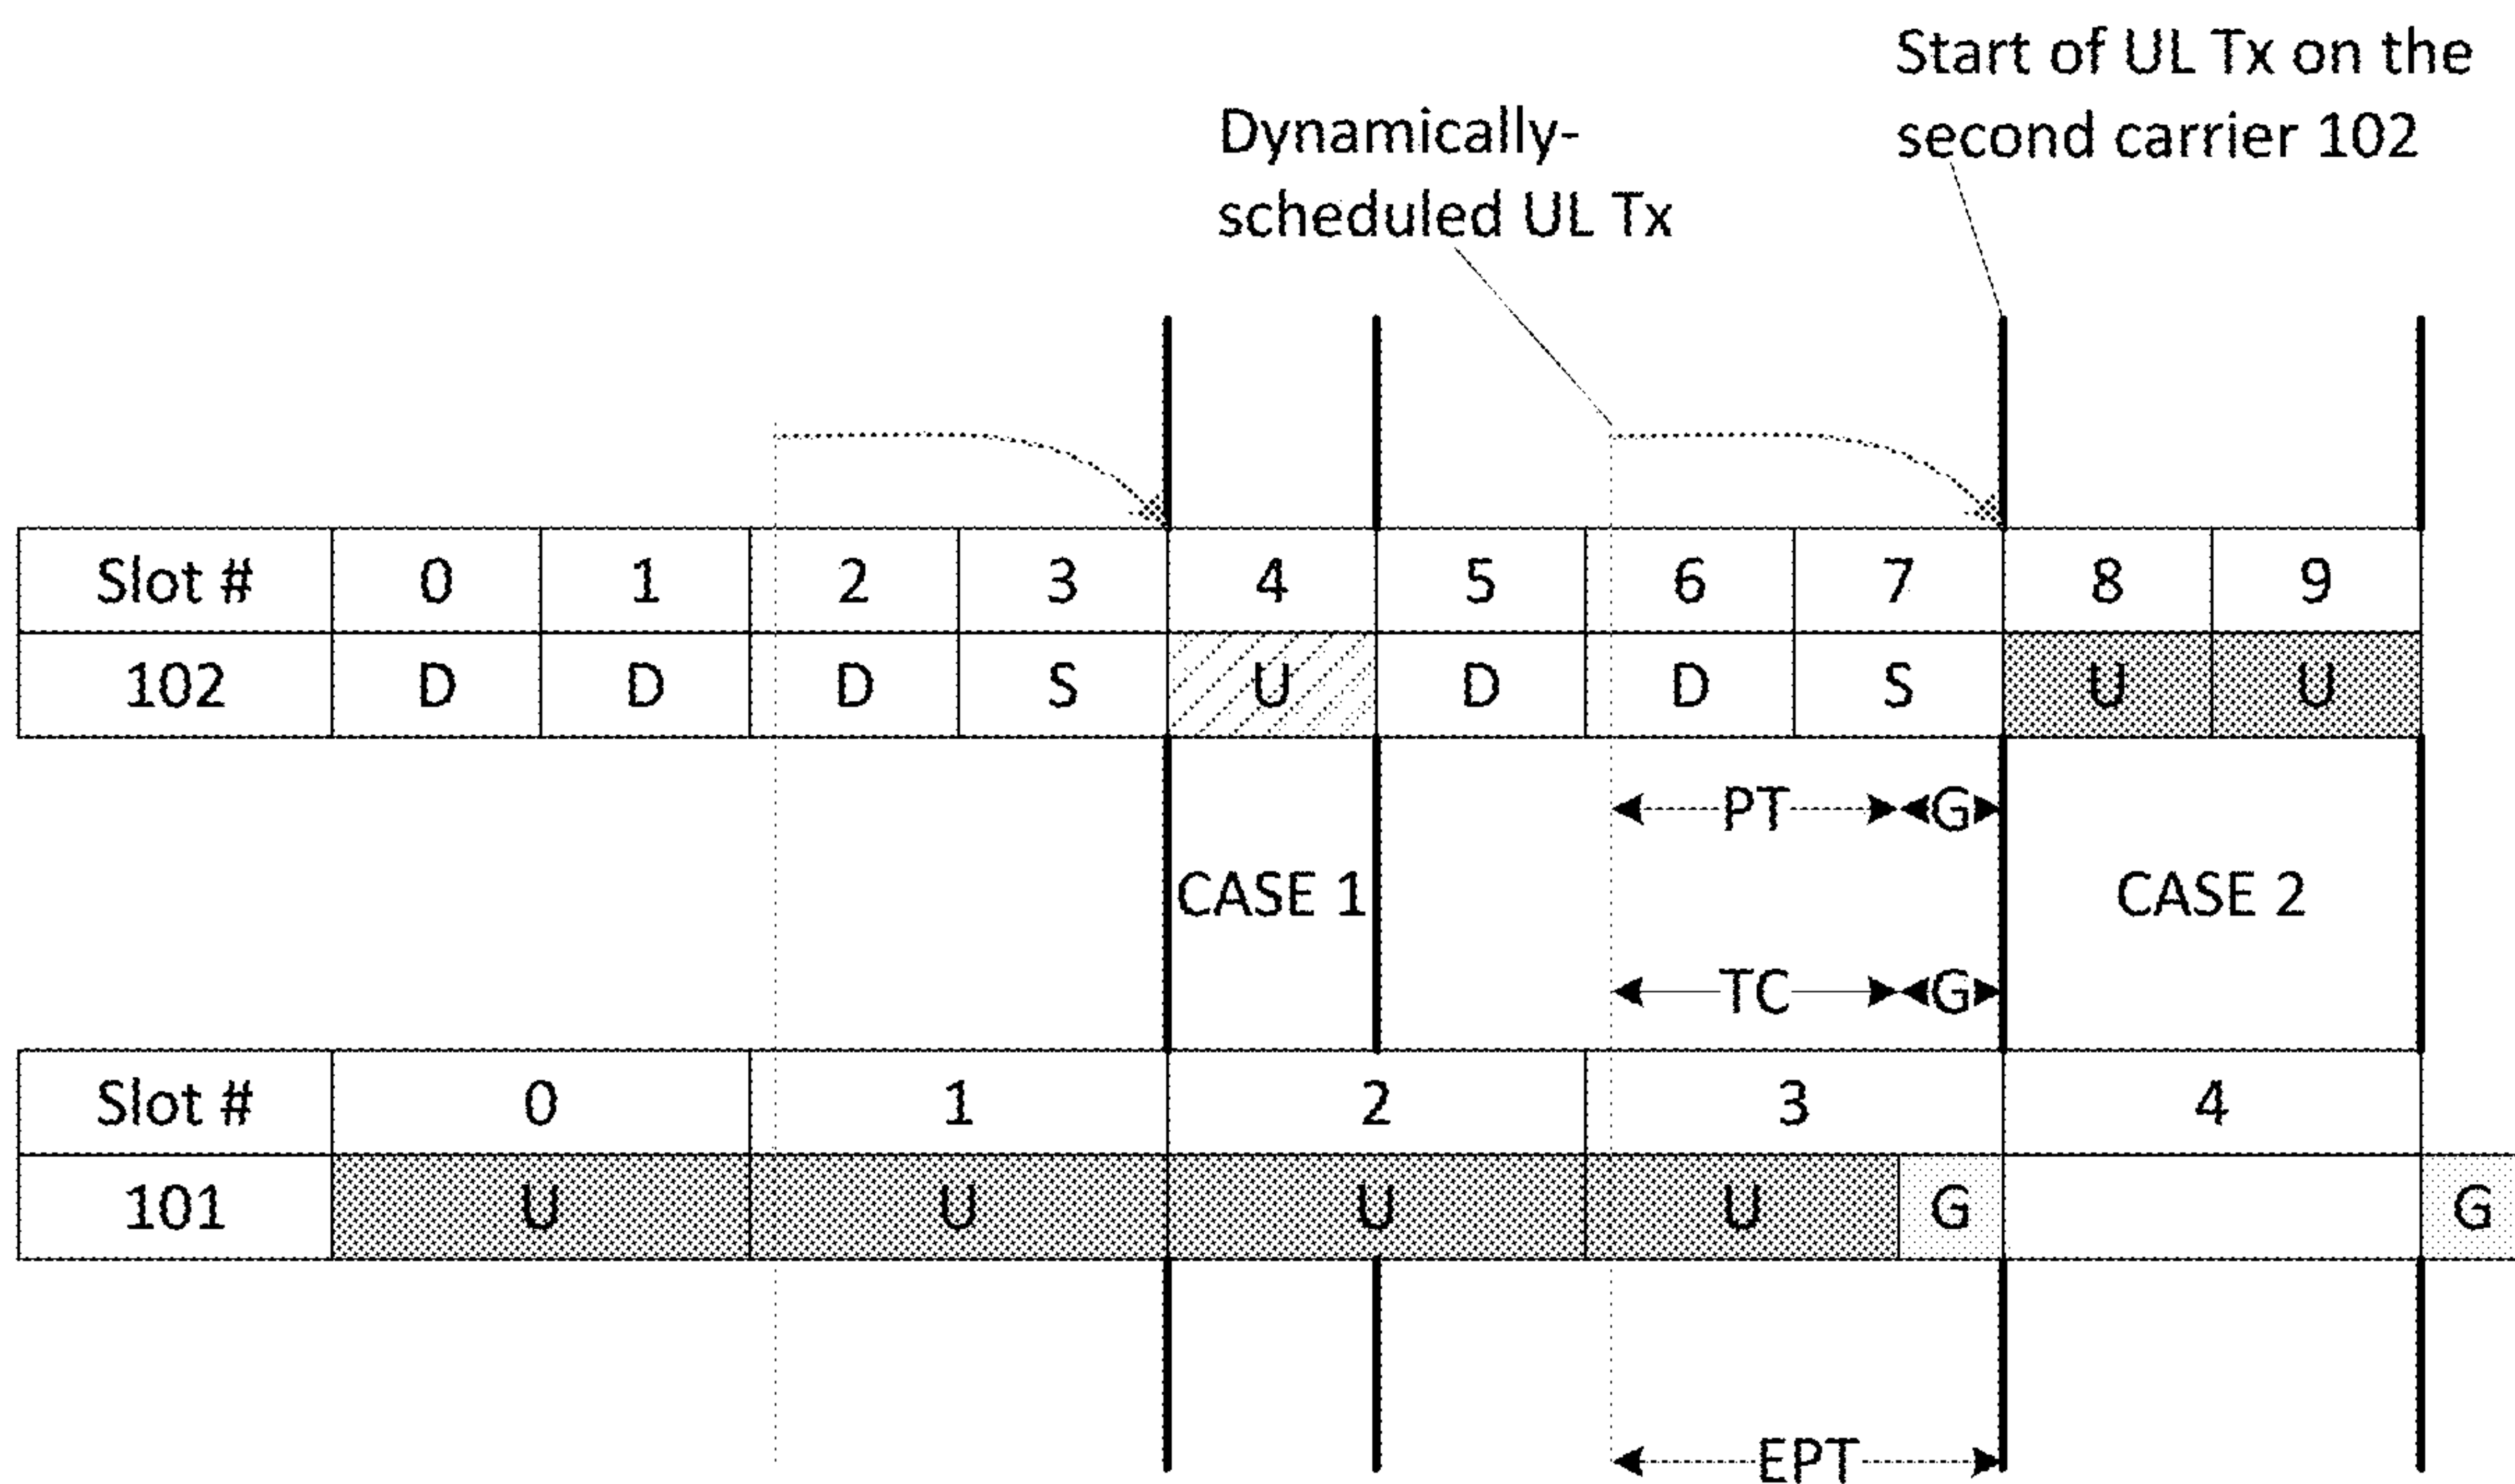 Start of UL Tx on the
second carrier 102
Dynamically-
scheduled UL Tx
Slot # 0 1 2 3 4 5 6 7 8 9
102 D D D S U D D S U U
PT G
CASE 1 CASE 2
TC G
Slot # 0 1 2 3 4
101 U U U U G G
EPT